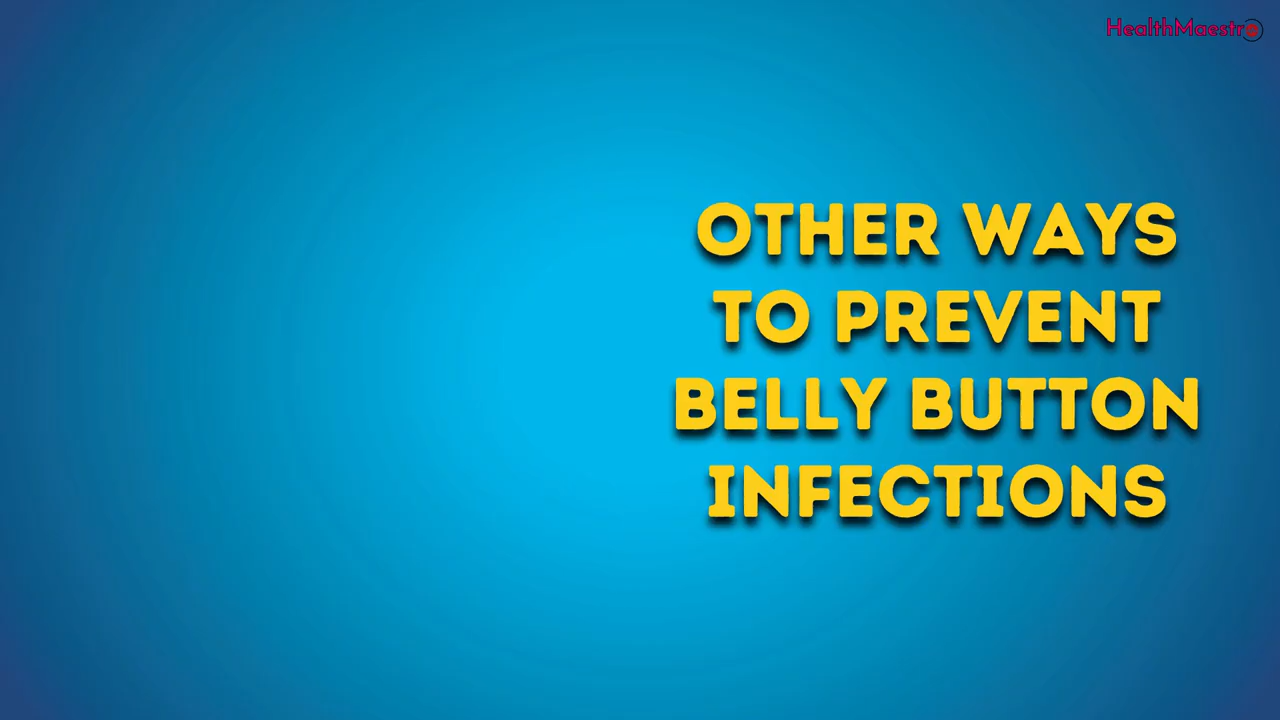 HealthMaestro
OTHER WAYS
TO PREVENT
BELLY BUTTON
INFECTIONS